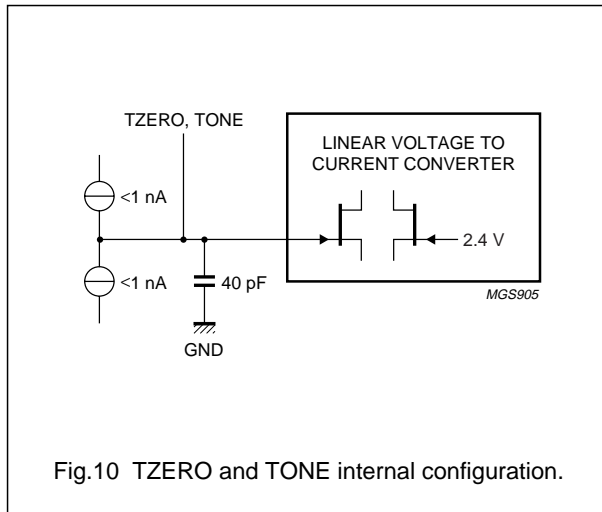 TZERO, TONE
LINEAR VOLTAGE TO
CURRENT CONVERTER
<1 nA
2.4 V
<1 nA
40 pF
MGS905
GND
Fig.10 TZERO and TONE internal configuration.